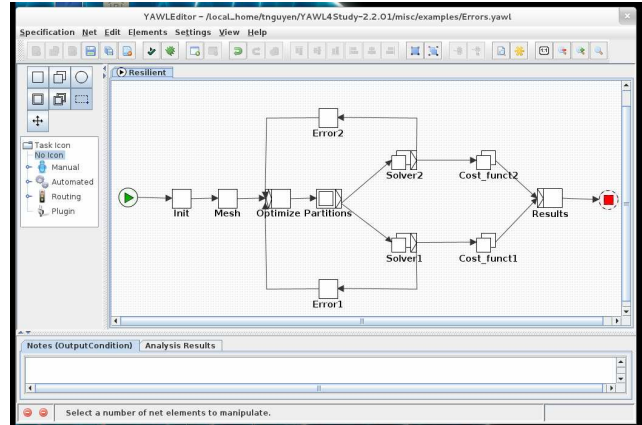 YAWLEditor - /local_home/tnguyen/YAWL4Study-2.2.01/misc/examples/Errors.yawl
Specification Net Edit Elements Settings View Help
Resilient
Task Icon
No Icon
Manual
Automated
Routing
Plugin
Error2
Solver2
Cost_funct2
Init
Mesh
Optimize
Partitions
Results
Solver1
Cost_funct1
Error1
Notes (OutputCondition)
Analysis Results
Select a number of net elements to manipulate.